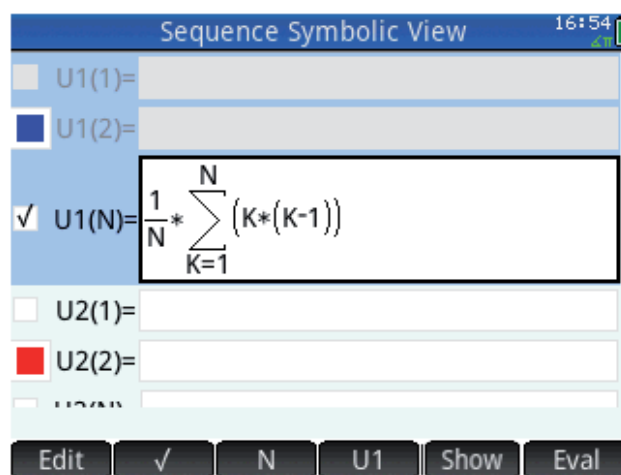 Sequence Symbolic View 16:54
∡π
U1(1)=
U1(2)=
√ U1(N)= 1/N * ∑ N K=1 (K*(K-1))
U2(1)=
U2(2)=
Edit √ N U1 Show Eval